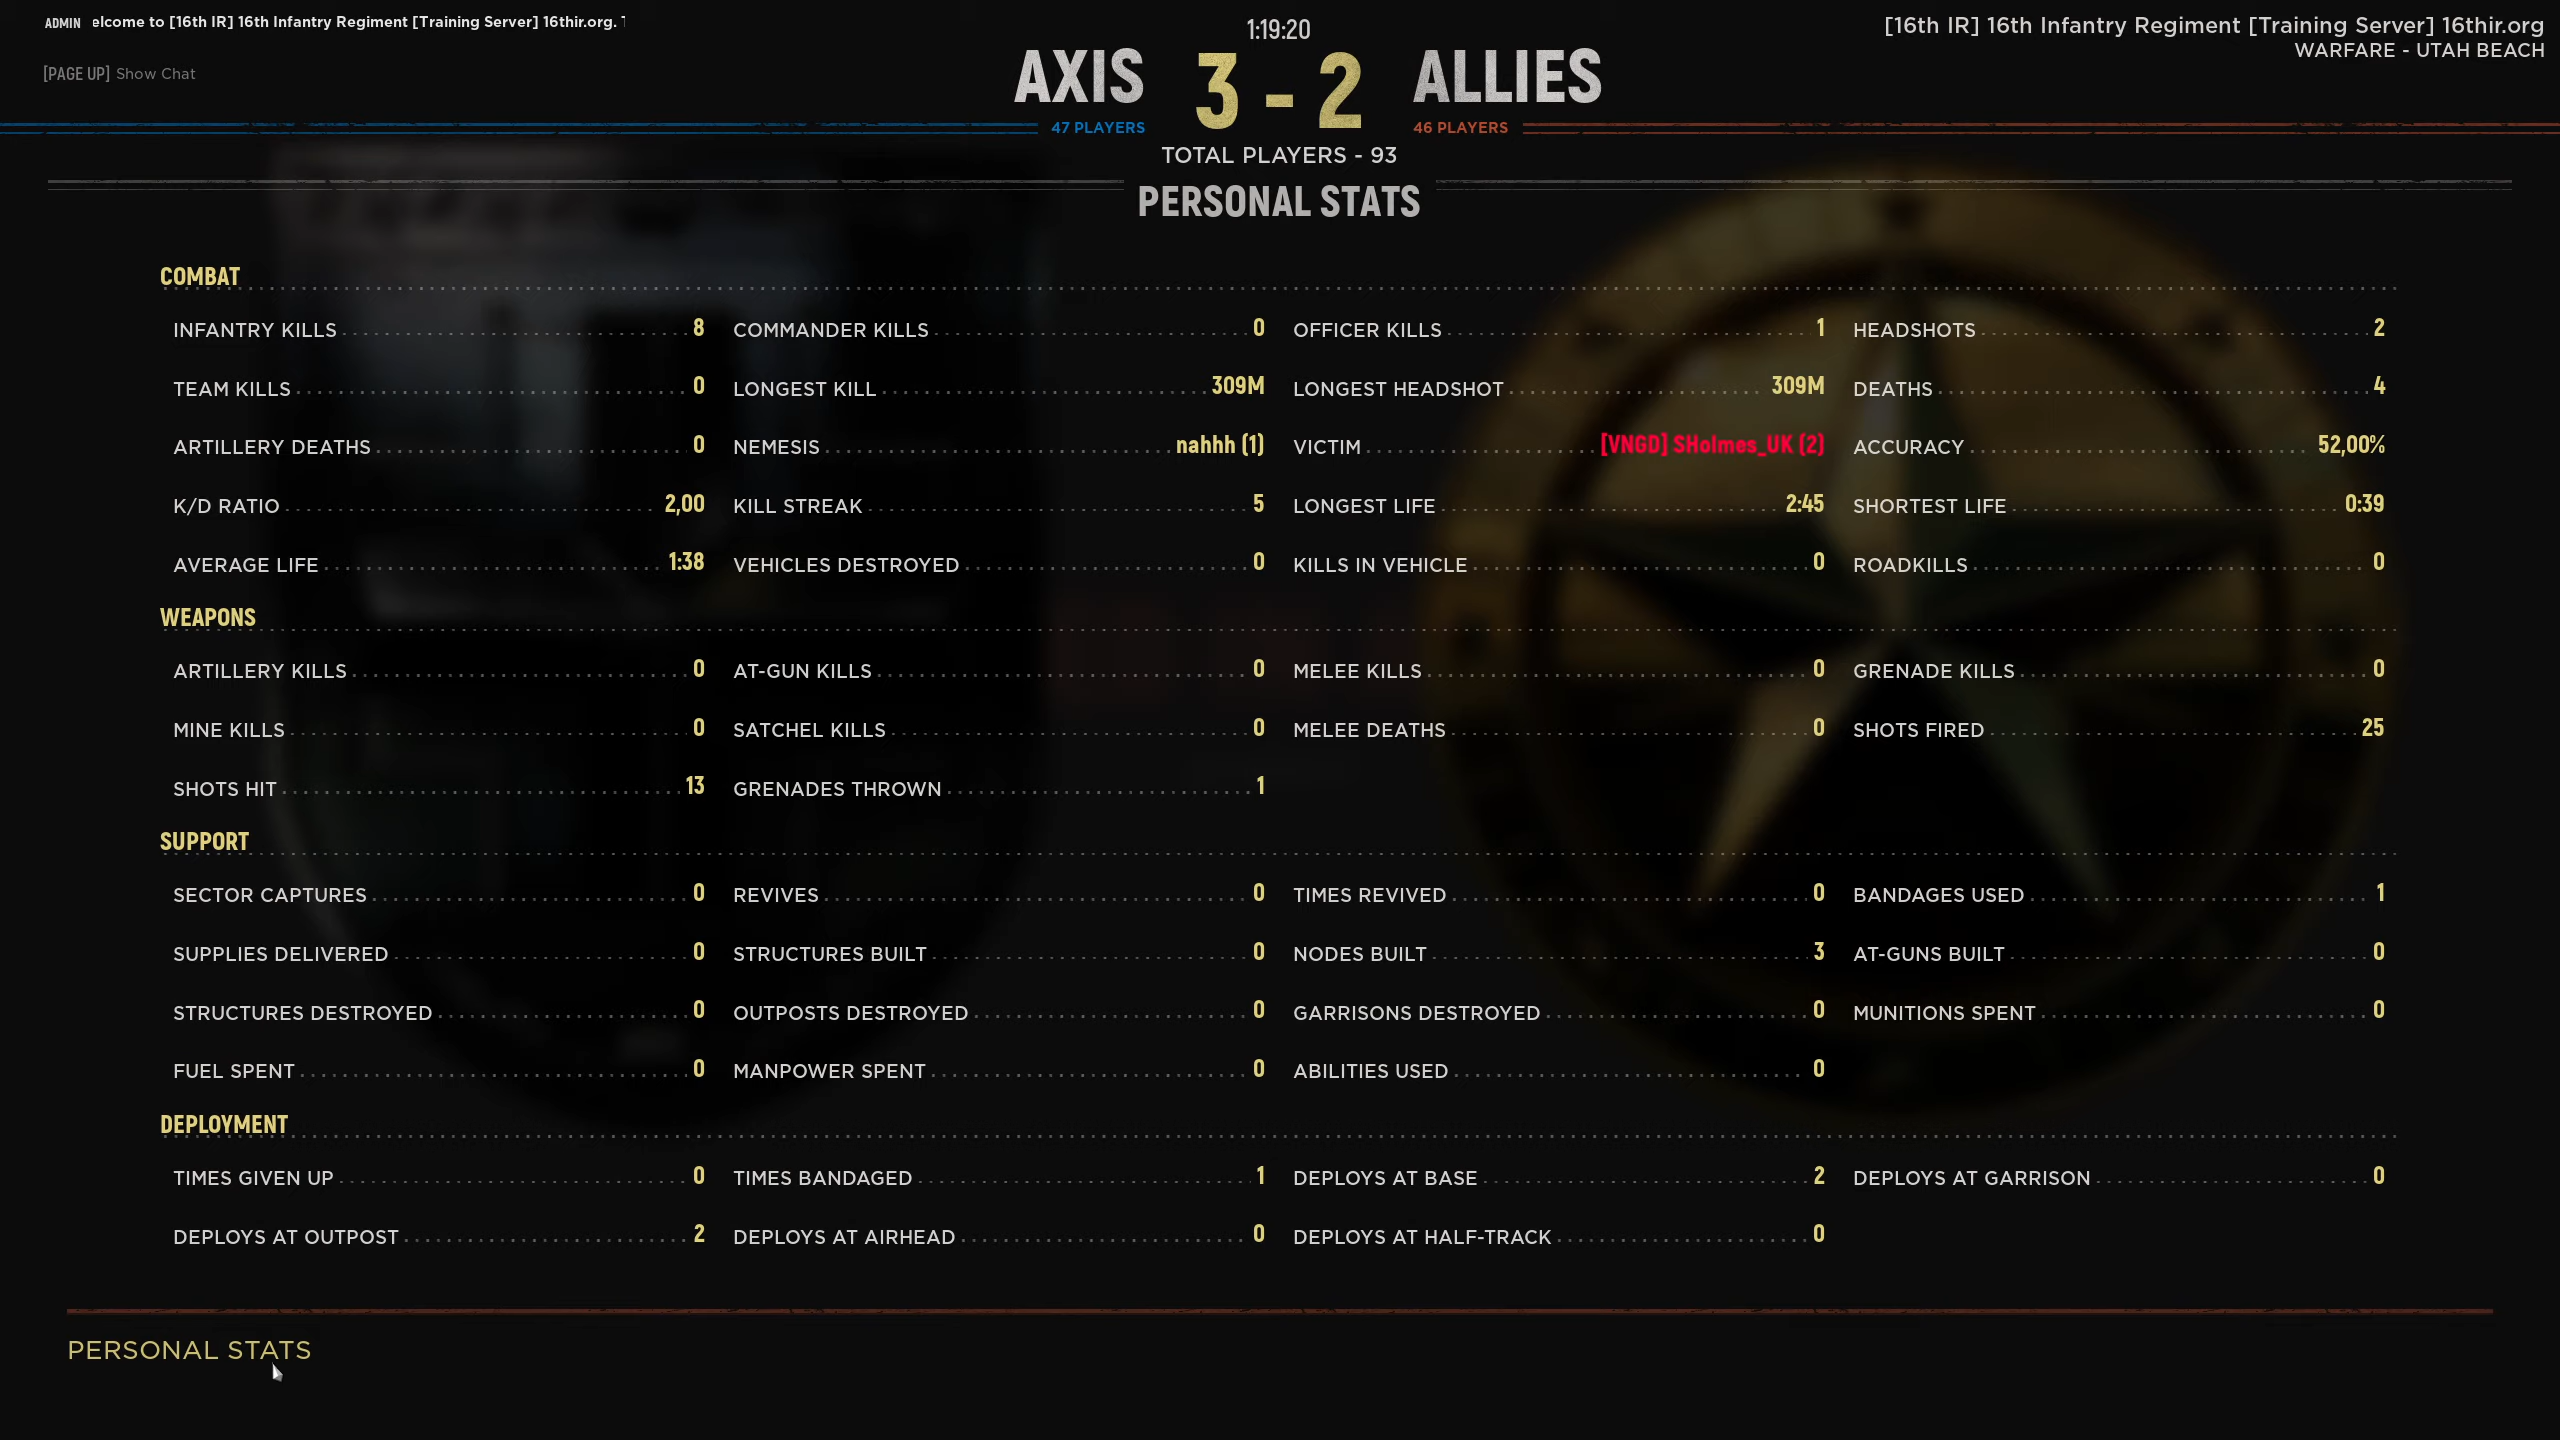 ADMIN elcome to [16th IR] 16th Infantry Regiment [Training Server] 16thir.org.
[PAGE UP] Show Chat
1:19:20
AXIS 3 - 2 ALLIES
47 PLAYERS 46 PLAYERS
TOTAL PLAYERS - 93
[16th IR] 16th Infantry Regiment [Training Server] 16thir.org
WARFARE - UTAH BEACH
PERSONAL STATS
COMBAT
INFANTRY KILLS 8 COMMANDER KILLS 0 OFFICER KILLS 1 HEADSHOTS 2
TEAM KILLS 0 LONGEST KILL 309M LONGEST HEADSHOT 309M DEATHS 4
ARTILLERY DEATHS 0 NEMESIS nahhh (1) VICTIM [VNGD] SHolmes_UK (2) ACCURACY 52,00%
K/D RATIO 2,00 KILL STREAK 5 LONGEST LIFE 2:45 SHORTEST LIFE 0:39
AVERAGE LIFE 1:38 VEHICLES DESTROYED 0 KILLS IN VEHICLE 0 ROADKILLS 0
WEAPONS
ARTILLERY KILLS 0 AT-GUN KILLS 0 MELEE KILLS 0 GRENADE KILLS 0
MINE KILLS 0 SATCHEL KILLS 0 MELEE DEATHS 0 SHOTS FIRED 25
SHOTS HIT 13 GRENADES THROWN 1
SUPPORT
SECTOR CAPTURES 0 REVIVES 0 TIMES REVIVED 0 BANDAGES USED 1
SUPPLIES DELIVERED 0 STRUCTURES BUILT 0 NODES BUILT 3 AT-GUNS BUILT 0
STRUCTURES DESTROYED 0 OUTPOSTS DESTROYED 0 GARRISONS DESTROYED 0 MUNITIONS SPENT 0
FUEL SPENT 0 MANPOWER SPENT 0 ABILITIES USED 0
DEPLOYMENT
TIMES GIVEN UP 0 TIMES BANDAGED 1 DEPLOYS AT BASE 2 DEPLOYS AT GARRISON 0
DEPLOYS AT OUTPOST 2 DEPLOYS AT AIRHEAD 0 DEPLOYS AT HALF-TRACK 0
PERSONAL STATS